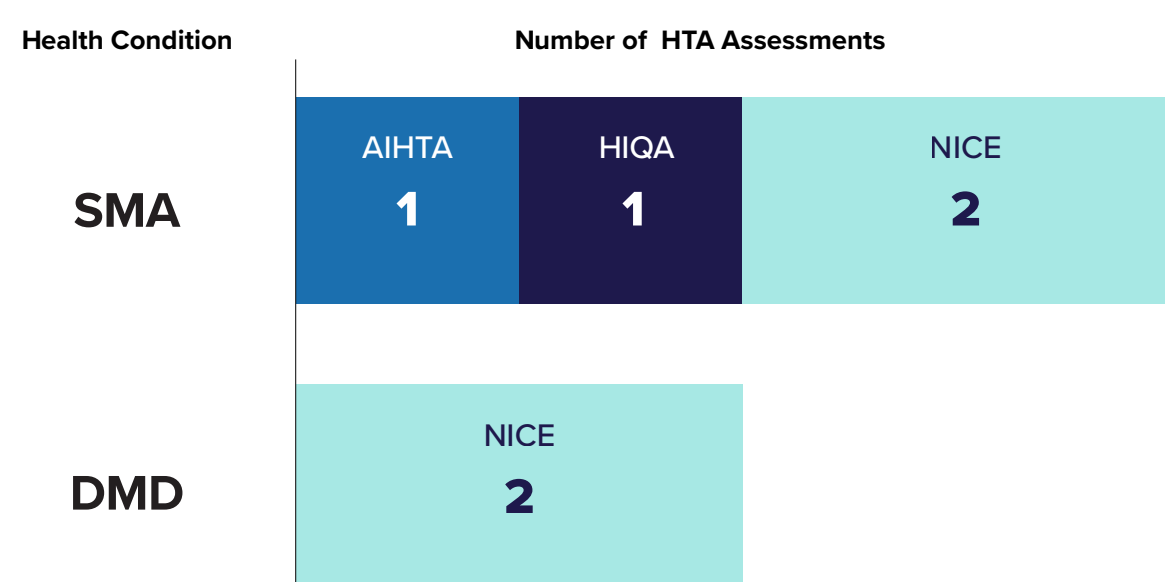 Health Condition
Number of HTA Assessments
SMA
AIHTA
1
HIQA
1
NICE
2
DMD
NICE
2